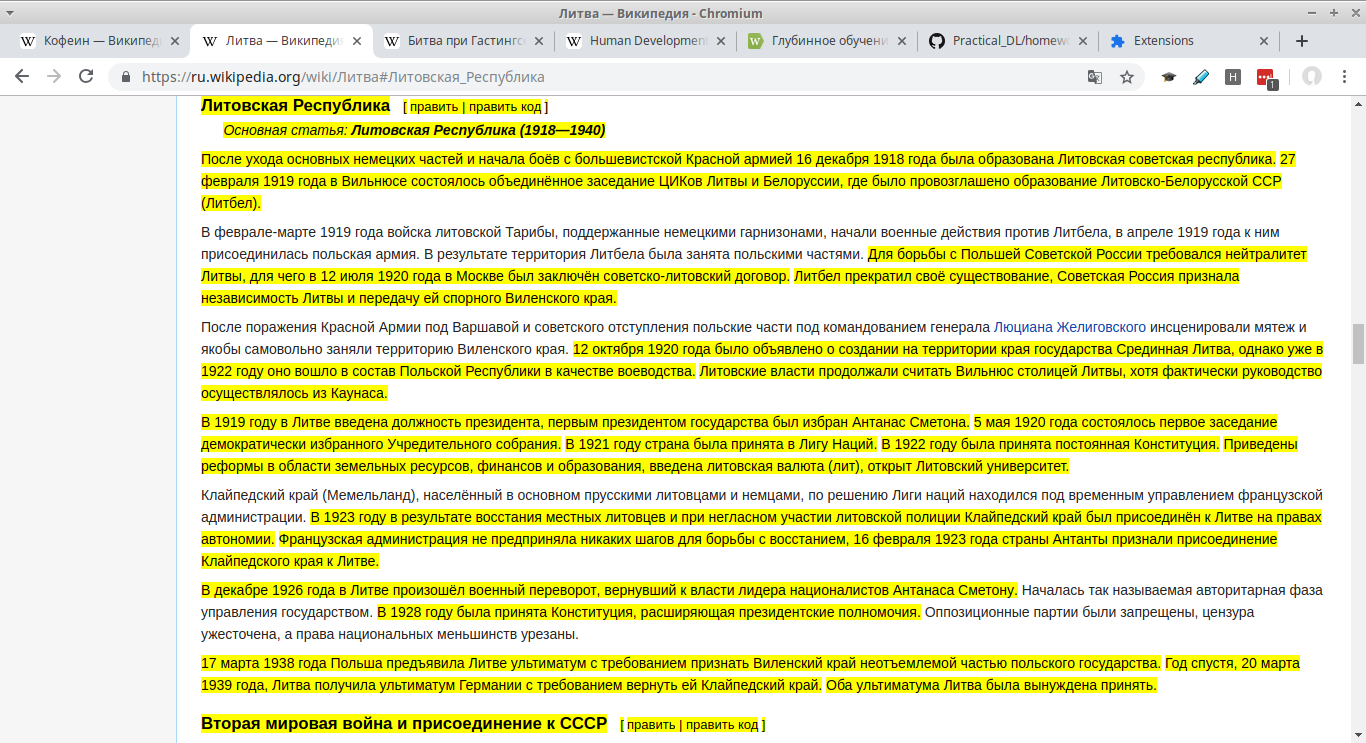 Литва — Википедия - Chromium
Кофеин — Википеди
Литва — Википедия
Битва при Гастингс
Human Development
Глубинное обучени
Practical_DL/homew
Extensions
https://ru.wikipedia.org/wiki/Литва#Литовская_Республика
H
1
Литовская Республика [ править | править код ]
Основная статья: Литовская Республика (1918—1940)
После ухода основных немецких частей и начала боёв с большевистской Красной армией 16 декабря 1918 года была образована Литовская советская республика. 27
февраля 1919 года в Вильнюсе состоялось объединённое заседание ЦИКов Литвы и Белоруссии, где было провозглашено образование Литовско-Белорусской ССР
(Литбел).
В феврале-марте 1919 года войска литовской Тарибы, поддержанные немецкими гарнизонами, начали военные действия против Литбела, в апреле 1919 года к ним
присоединилась польская армия. В результате территория Литбела была занята польскими частями. Для борьбы с Польшей Советской России требовался нейтралитет
Литвы, для чего в 12 июля 1920 года в Москве был заключён советско-литовский договор. Литбел прекратил своё существование, Советская Россия признала
независимость Литвы и передачу ей спорного Виленского края.
После поражения Красной Армии под Варшавой и советского отступления польские части под командованием генерала Люциана Желиговского инсценировали мятеж и
якобы самовольно заняли территорию Виленского края. 12 октября 1920 года было объявлено о создании на территории края государства Срединная Литва, однако уже в
1922 году оно вошло в состав Польской Республики в качестве воеводства. Литовские власти продолжали считать Вильнюс столицей Литвы, хотя фактически руководство
осуществлялось из Каунаса.
В 1919 году в Литве введена должность президента, первым президентом государства был избран Антанас Сметона. 5 мая 1920 года состоялось первое заседание
демократически избранного Учредительного собрания. В 1921 году страна была принята в Лигу Наций. В 1922 году была принята постоянная Конституция. Приведены
реформы в области земельных ресурсов, финансов и образования, введена литовская валюта (лит), открыт Литовский университет.
Клайпедский край (Мемельланд), населённый в основном прусскими литовцами и немцами, по решению Лиги наций находился под временным управлением французской
администрации. В 1923 году в результате восстания местных литовцев и при негласном участии литовской полиции Клайпедский край был присоединён к Литве на правах
автономии. Французская администрация не предприняла никаких шагов для борьбы с восстанием, 16 февраля 1923 года страны Антанты признали присоединение
Клайпедского края к Литве.
В декабре 1926 года в Литве произошёл военный переворот, вернувший к власти лидера националистов Антанаса Сметону. Началась так называемая авторитарная фаза
управления государством. В 1928 году была принята Конституция, расширяющая президентские полномочия. Оппозиционные партии были запрещены, цензура
ужесточена, а права национальных меньшинств урезаны.
17 марта 1938 года Польша предъявила Литве ультиматум с требованием признать Виленский край неотъемлемой частью польского государства. Год спустя, 20 марта
1939 года, Литва получила ультиматум Германии с требованием вернуть ей Клайпедский край. Оба ультиматума Литва была вынуждена принять.
Вторая мировая война и присоединение к СССР [ править | править код ]